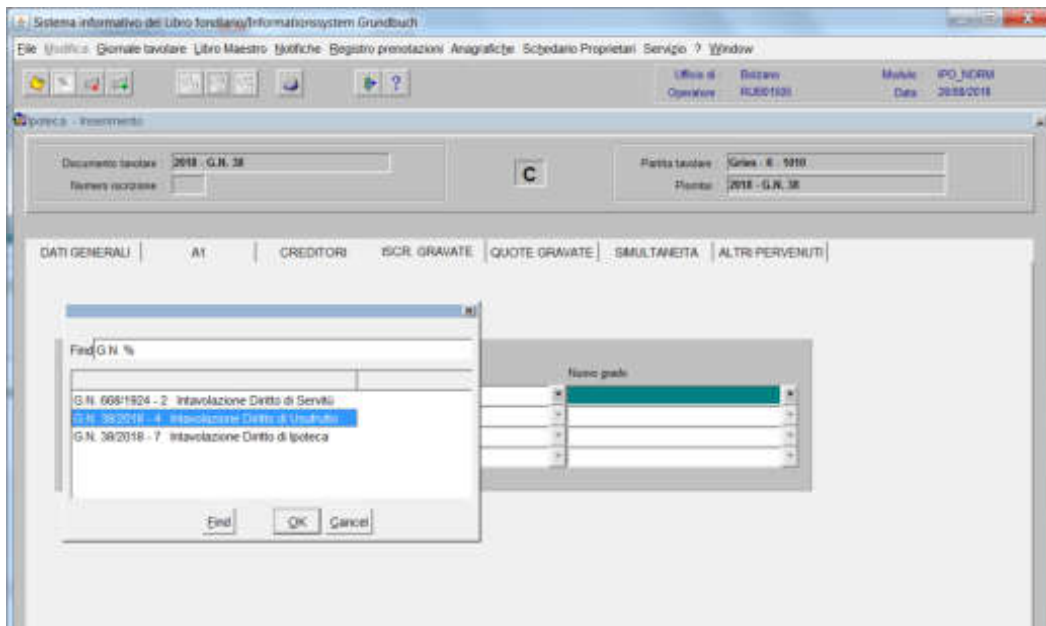 Sistema informativo del Libro fondiario/Informationssystem Grundbuch
File Modifica Giornale tavolare Libro Maestro Notifiche Registro prenotazioni Anagrafiche Schedario Proprietari Servizio ? Window
Ufficio di Bolzano Modulo IPO_NORM
Operatore Data
Ipoteca - Inserimento
Documento tavolare 2018 - G.N. 38 C Partita tavolare Gries - II -
Numero iscrizione Piombo 2018 - G.N. 38
DATI GENERALI A1 CREDITORI ISCR. GRAVATE QUOTE GRAVATE SIMULTANEITA ALTRI PERVENUTI
Find G.N. %
Nuovo grado
G.N. 668/1924 - 2 Intavolazione Diritto di Servitù
G.N. 38/2018 - 4 Intavolazione Diritto di Usufrutto
G.N. 38/2018 - 7 Intavolazione Diritto di Ipoteca
Find OK Cancel